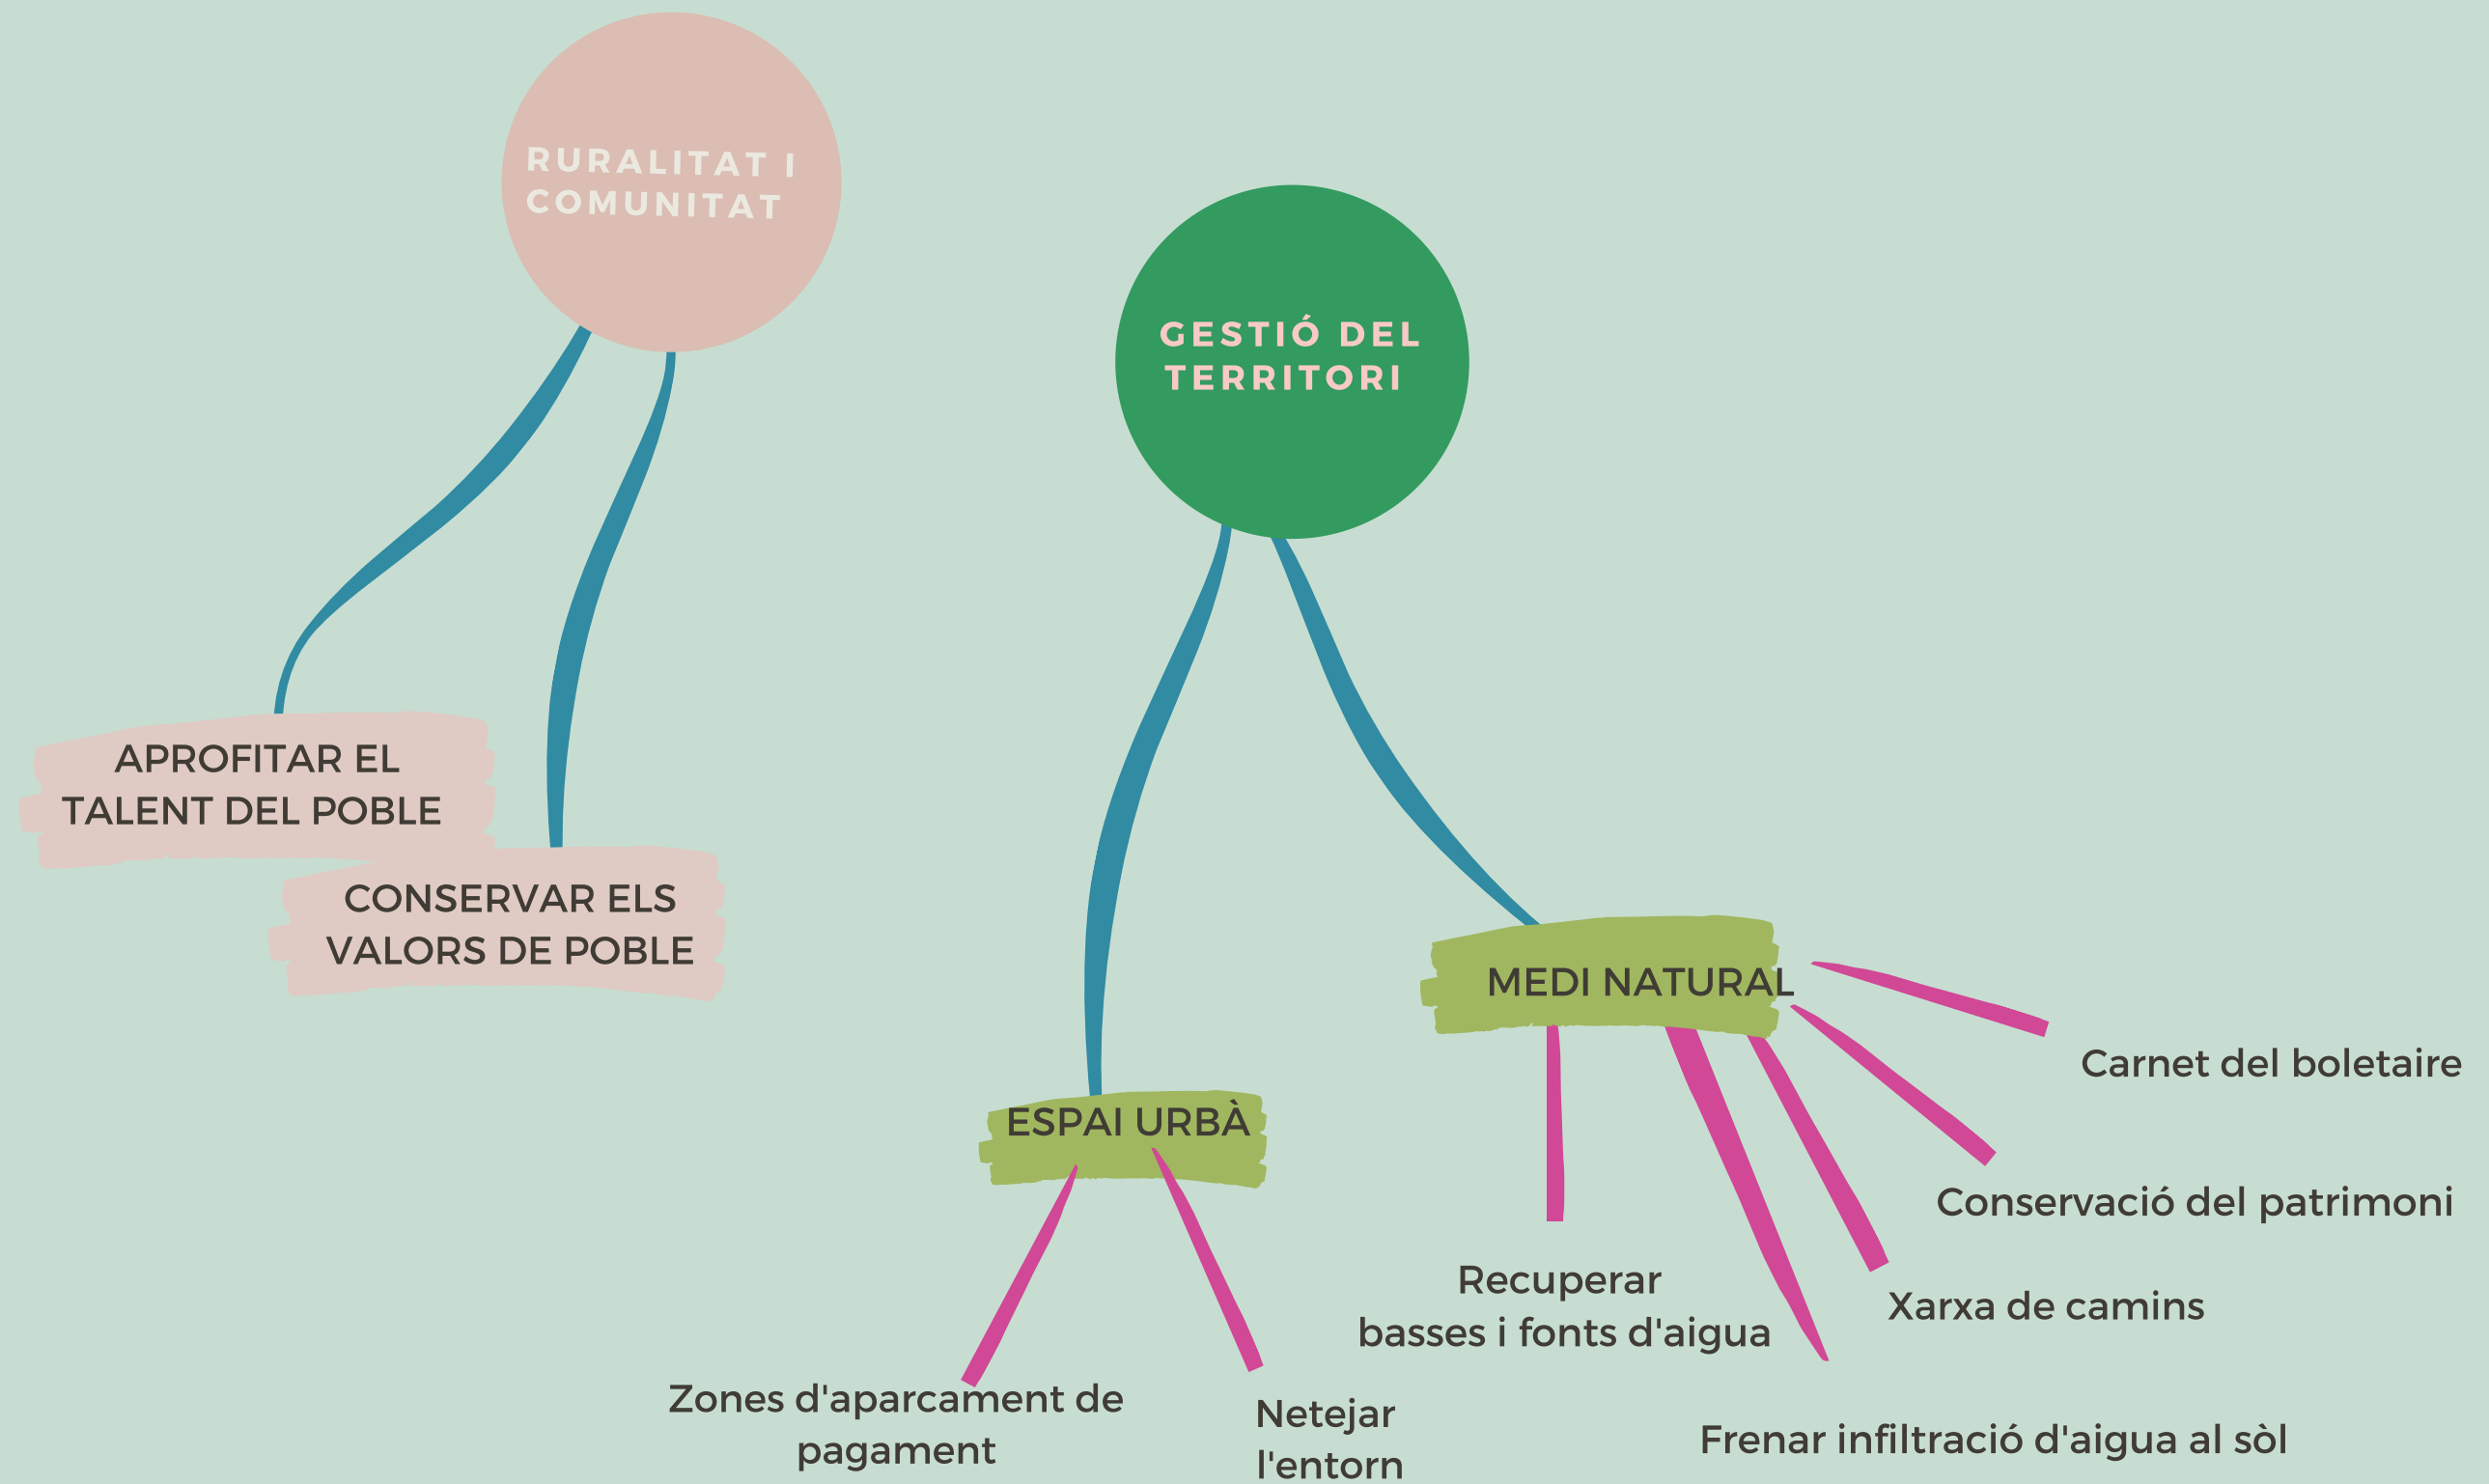 RURALITAT I
COMUNITAT
GESTIÓ DEL
TERRITORI
APROFITAR EL
TALENT DEL POBLE
CONSERVAR ELS
VALORS DE POBLE
MEDI NATURAL
ESPAI URBÀ
Carnet del boletaire
Conservació del patrimoni
Xarxa de camins
Recuperar
basses i fonts d'aigua
Frenar infiltració d'aigua al sòl
Zones d'aparcament de
pagament
Netejar
l'entorn